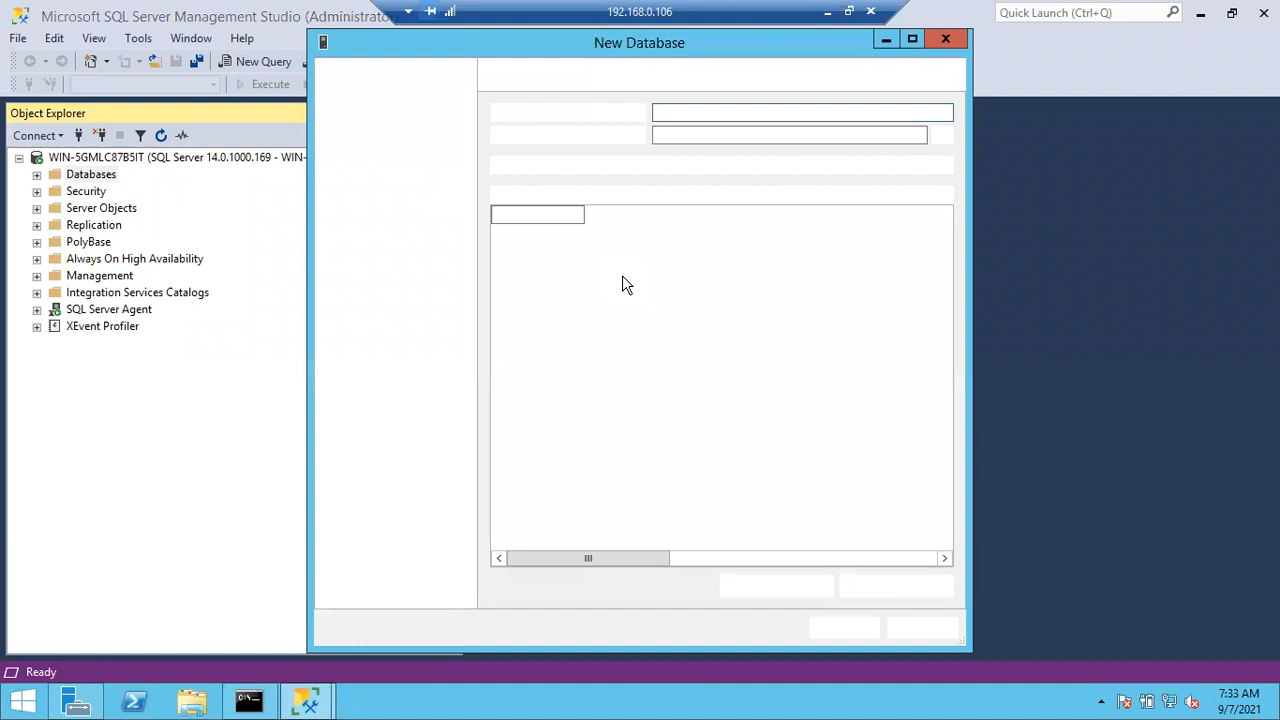 Microsoft SQL Server Management Studio (Administrato
192.168.0.106
Quick Launch (Ctrl+Q)
File Edit View Tools Window Help
New Database
New Query
Execute
Object Explorer
Connect
WIN-5GMLC87B5IT (SQL Server 14.0.1000.169 - WIN-
Databases
Security
Server Objects
Replication
PolyBase
Always On High Availability
Management
Integration Services Catalogs
SQL Server Agent
XEvent Profiler
Ready
C:\
7:33 AM
9/7/2021